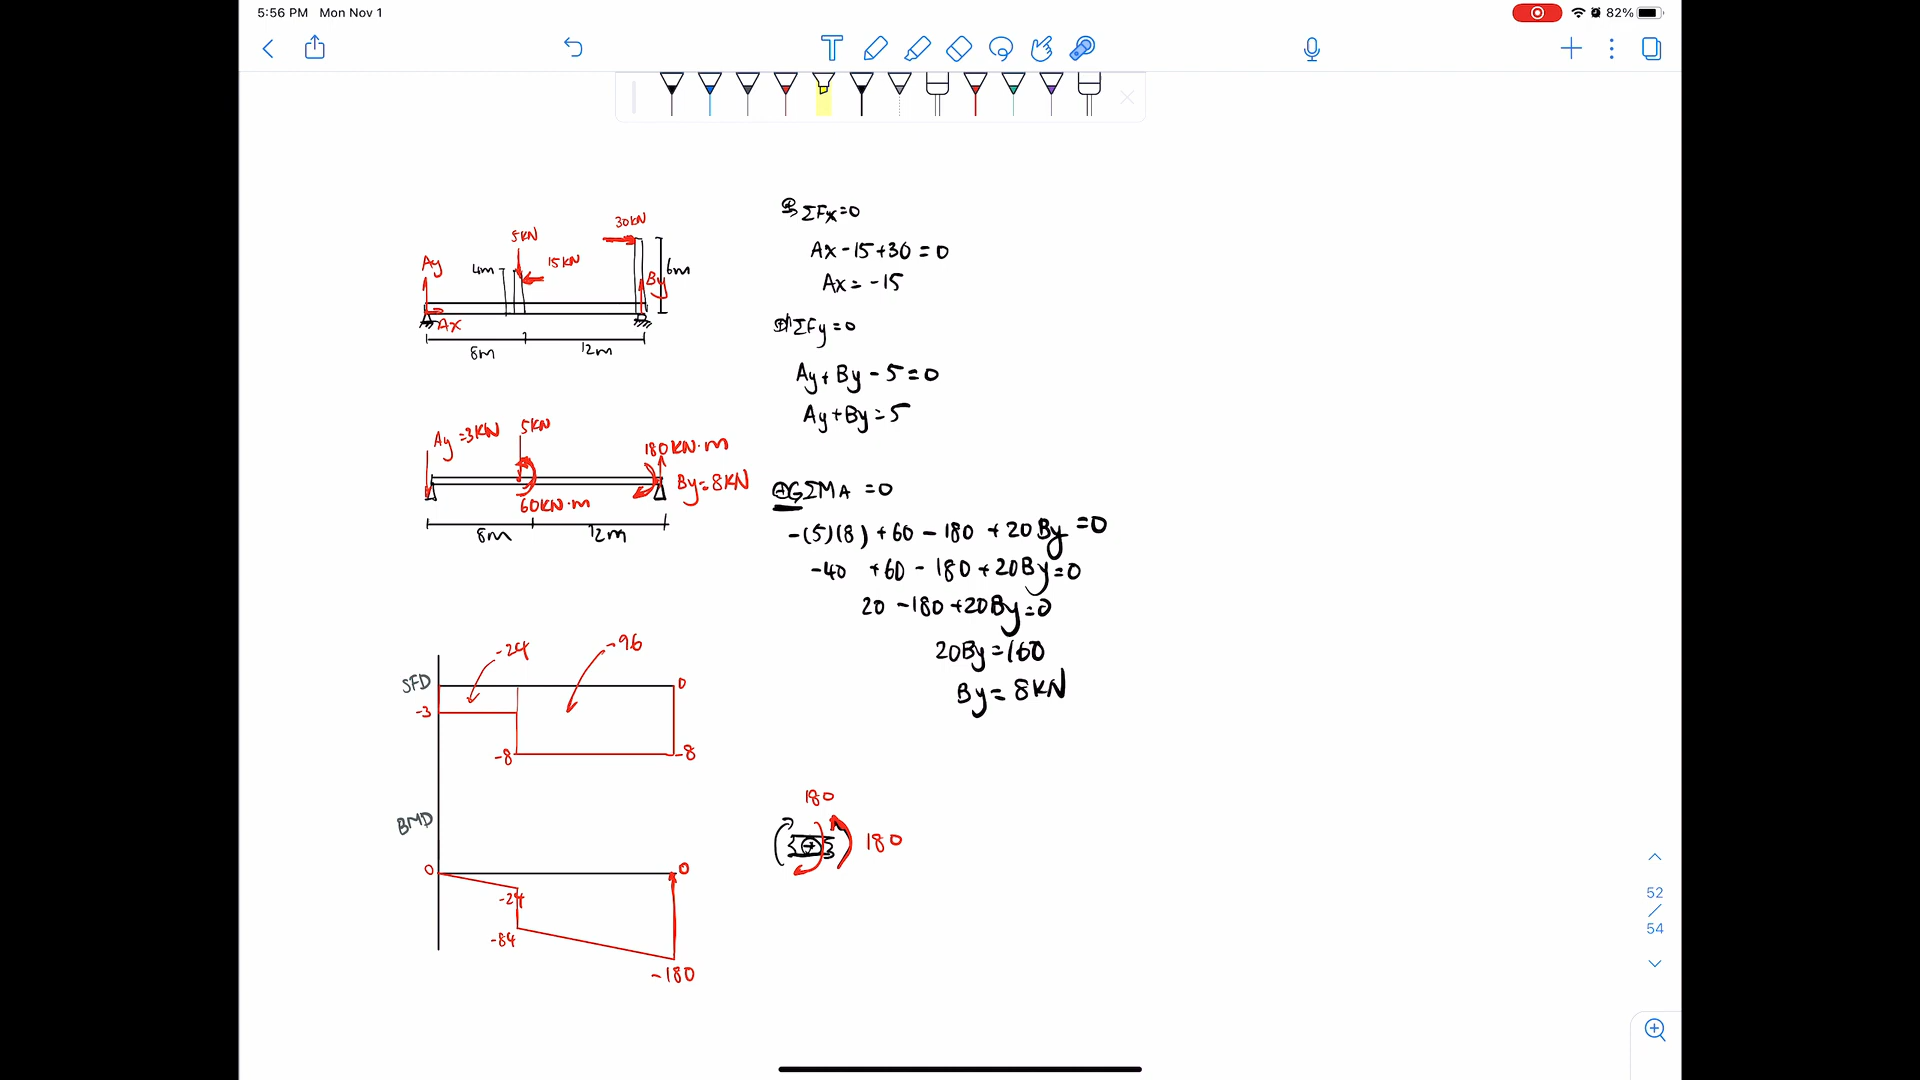 5:56 PM Mon Nov 1
82%
30kN
5kN
15kN
Ay
4m
By
6m
Ax
8m
12m
Ay=3kN
5kN
180kN·m
By=8kN
60kN·m
8m
12m
SFD
-24
-96
0
-3
-8
-8
BMD
0
0
-24
-84
-180
ΣFx=0
Ax-15+30=0
Ax=-15
ΣFy=0
Ay+By-5=0
Ay+By=5
ΣMA=0
-(5)(8)+60-180+20By=0
-40+60-180+20By=0
20-180+20By=0
20By=160
By=8kN
180
180
52
54